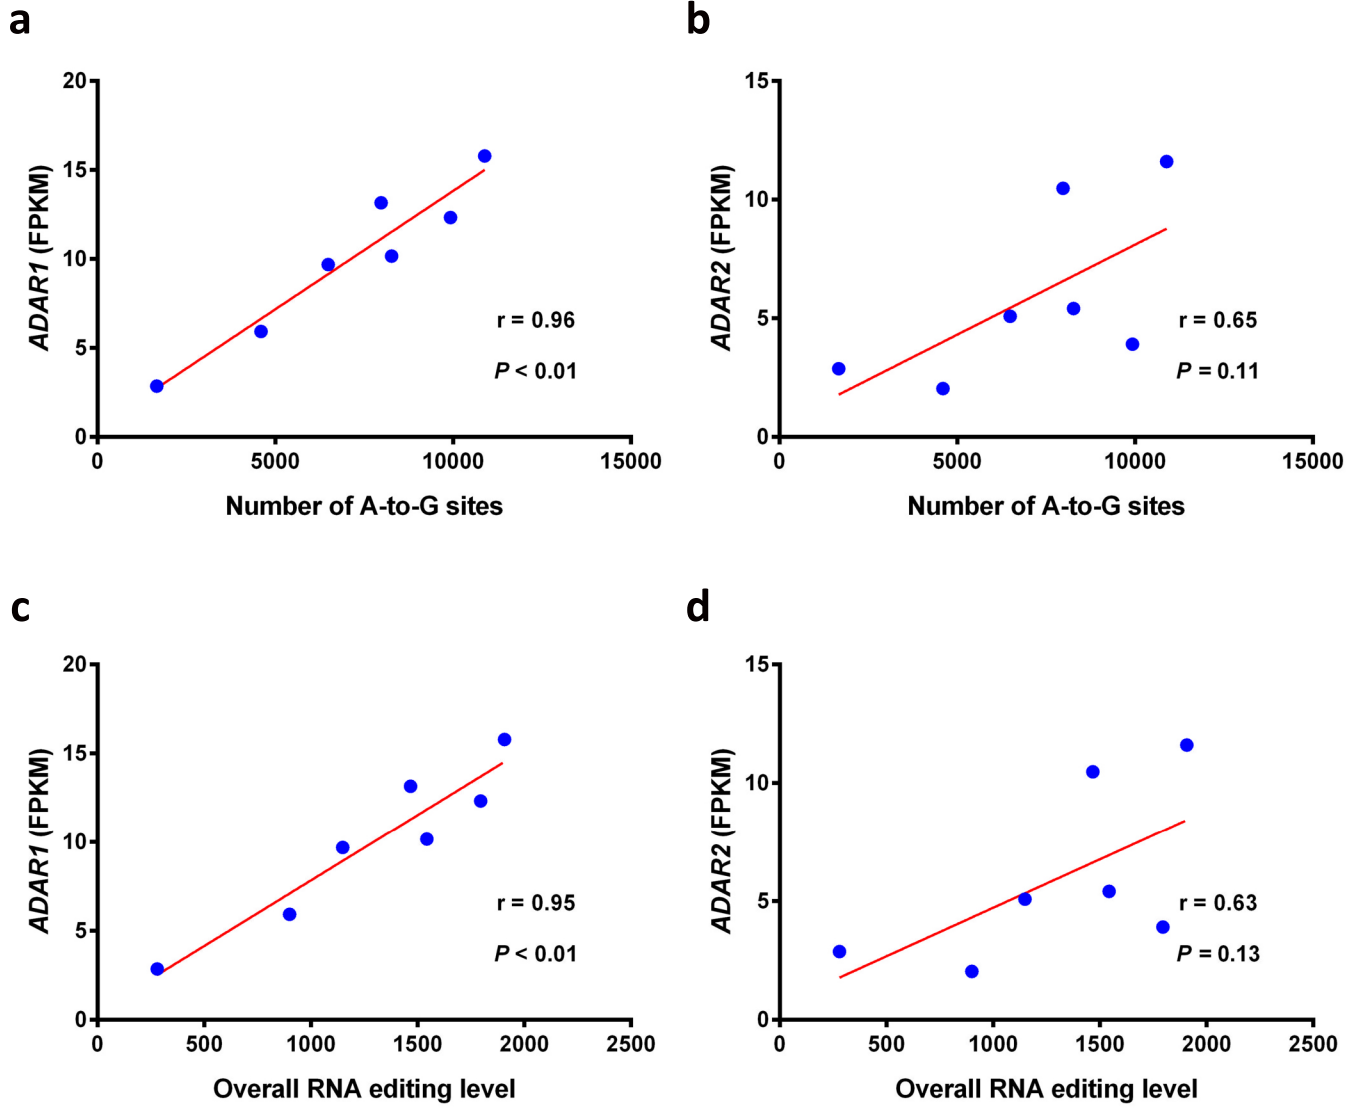 a
20
15
10
5
0
ADAR1 (FPKM)
r = 0.96
P < 0.01
0 5000 10000 15000
Number of A-to-G sites
b
15
10
5
0
ADAR2 (FPKM)
r = 0.65
P = 0.11
0 5000 10000 15000
Number of A-to-G sites
c
20
15
10
5
0
ADAR1 (FPKM)
r = 0.95
P < 0.01
0 500 1000 1500 2000 2500
Overall RNA editing level
d
15
10
5
0
ADAR2 (FPKM)
r = 0.63
P = 0.13
0 500 1000 1500 2000 2500
Overall RNA editing level